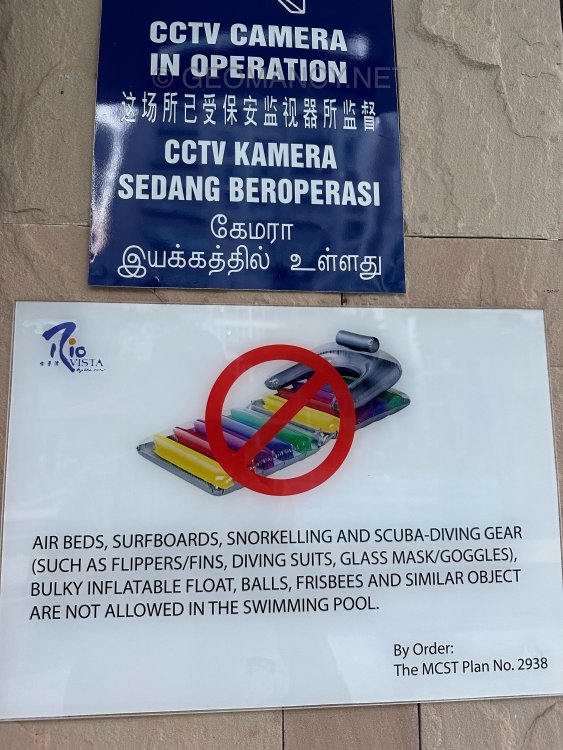 CCTV CAMERA
IN OPERATION
© GEOMANCY.NET
这场所已受保安监视器所监督
CCTV KAMERA
SEDANG BEROPERASI
கேமரா
இயக்கத்தில் உள்ளது
Rio
VISTA
AIR BEDS, SURFBOARDS, SNORKELLING AND SCUBA-DIVING GEAR
(SUCH AS FLIPPERS/FINS, DIVING SUITS, GLASS MASK/GOGGLES),
BULKY INFLATABLE FLOAT, BALLS, FRISBEES AND SIMILAR OBJECT
ARE NOT ALLOWED IN THE SWIMMING POOL.
By Order:
The MCST Plan No. 2938